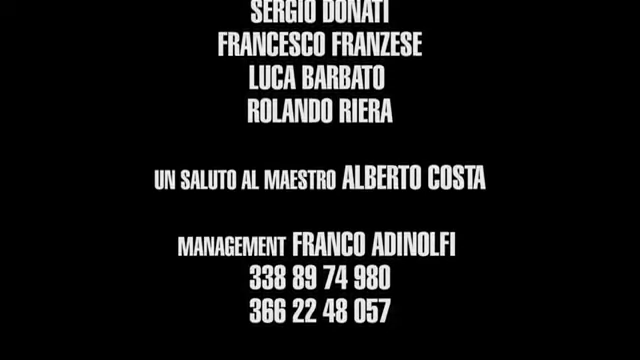 SERGIO DONATI
FRANCESCO FRANZESE
LUCA BARBATO
ROLANDO RIERA
UN SALUTO AL MAESTRO ALBERTO COSTA
MANAGEMENT FRANCO ADINOLFI
338 89 74 980
366 22 48 057